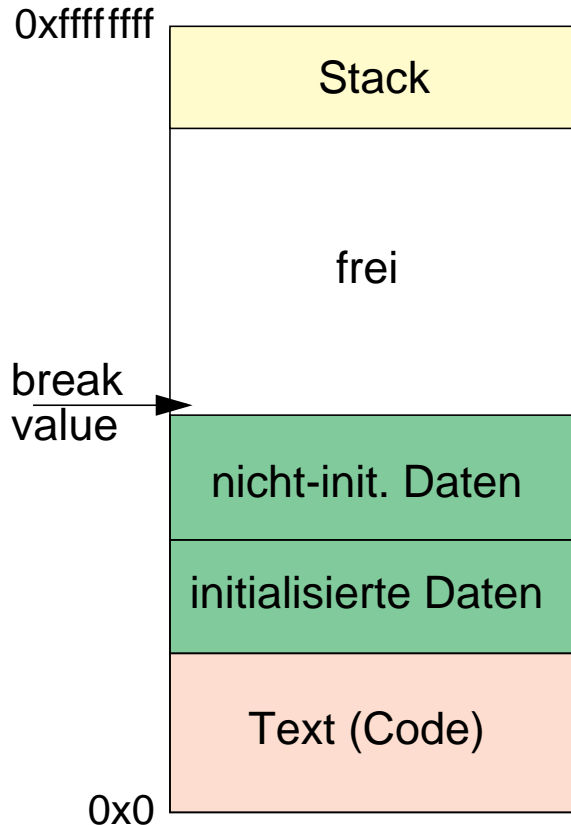 0xffffffff
Stack
frei
break
value
nicht-init. Daten
initialisierte Daten
Text (Code)
0x0